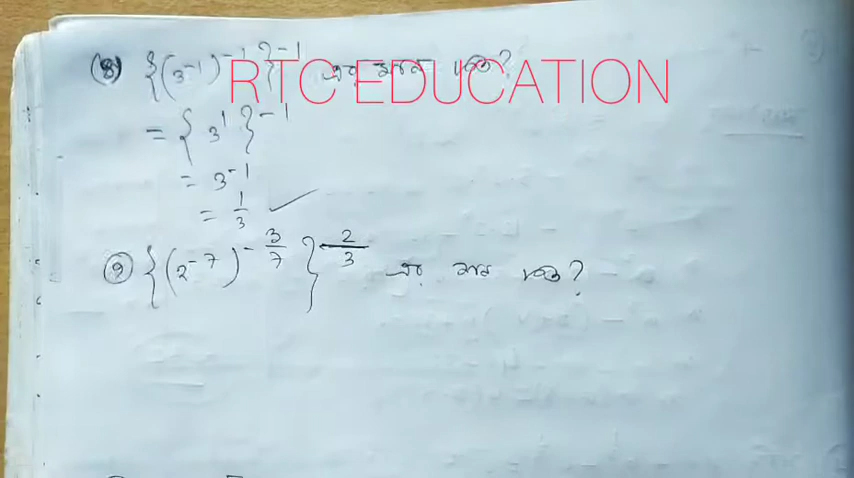 (8) {(3⁻¹)⁻¹}⁻¹ এর মান কত?
RTC EDUCATION
= {3¹}⁻¹
= 3⁻¹
= 1/3
(9) {(2⁻⁷)^-3/7}^-2/3 এর মান কত?